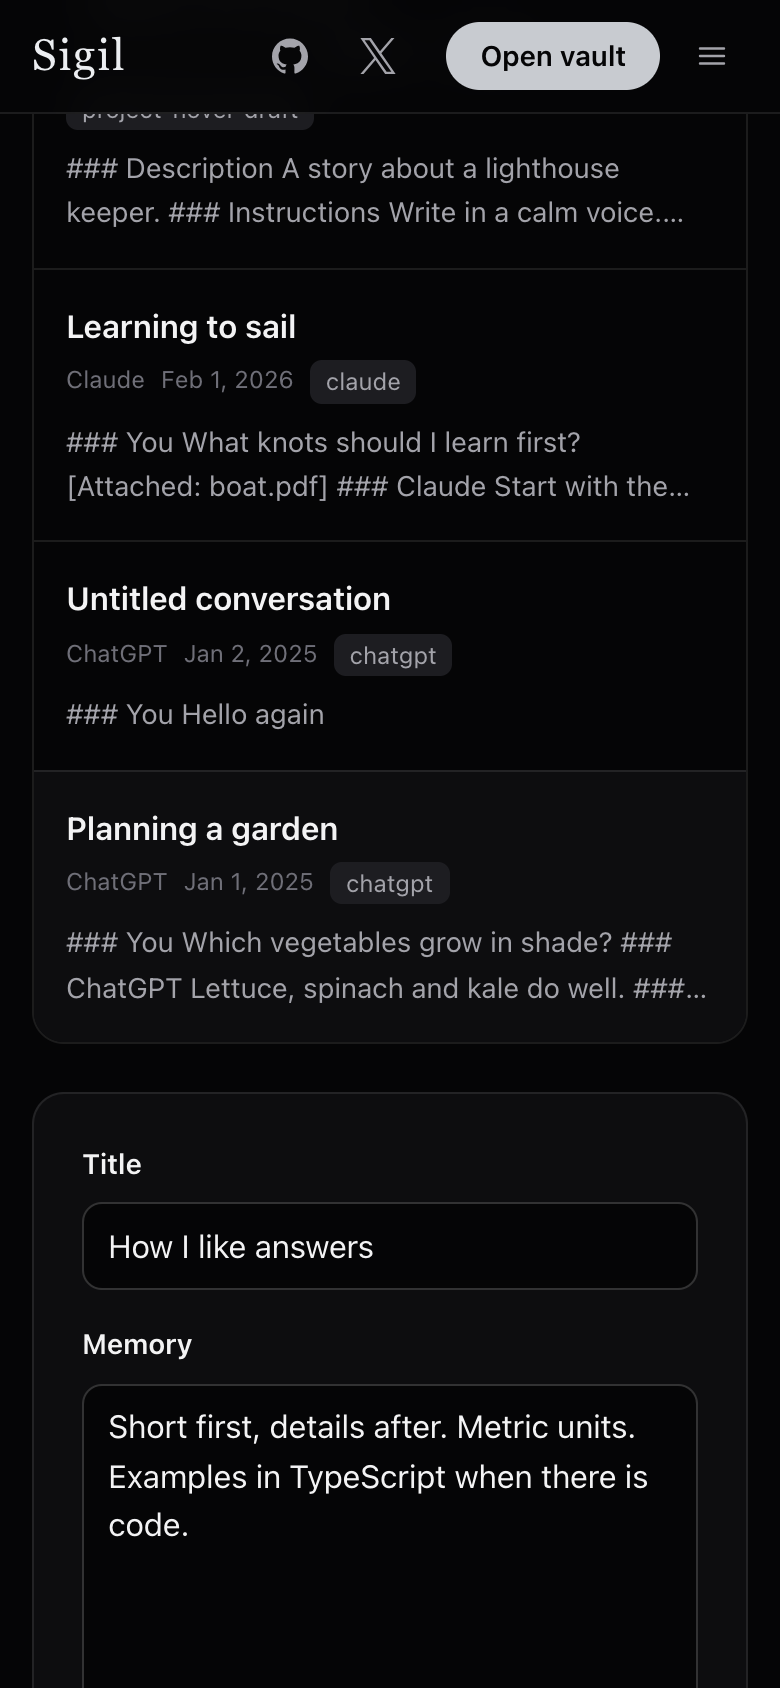 Sigil
Open vault
project-hover-draft
### Description A story about a lighthouse
keeper. ### Instructions Write in a calm voice....
Learning to sail
Claude Feb 1, 2026 claude
### You What knots should I learn first?
[Attached: boat.pdf] ### Claude Start with the...
Untitled conversation
ChatGPT Jan 2, 2025 chatgpt
### You Hello again
Planning a garden
ChatGPT Jan 1, 2025 chatgpt
### You Which vegetables grow in shade? ###
ChatGPT Lettuce, spinach and kale do well. ###...
Title
How I like answers
Memory
Short first, details after. Metric units.
Examples in TypeScript when there is
code.